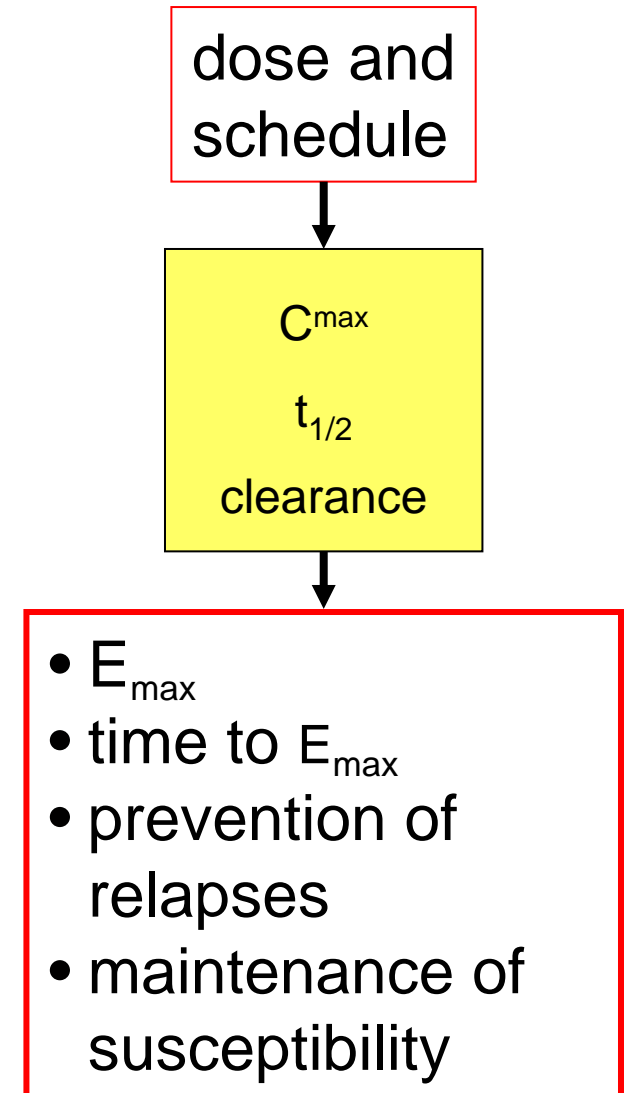 dose and
schedule
Cmax
t1/2
clearance
• Emax
• time to Emax
• prevention of
relapses
• maintenance of
susceptibility